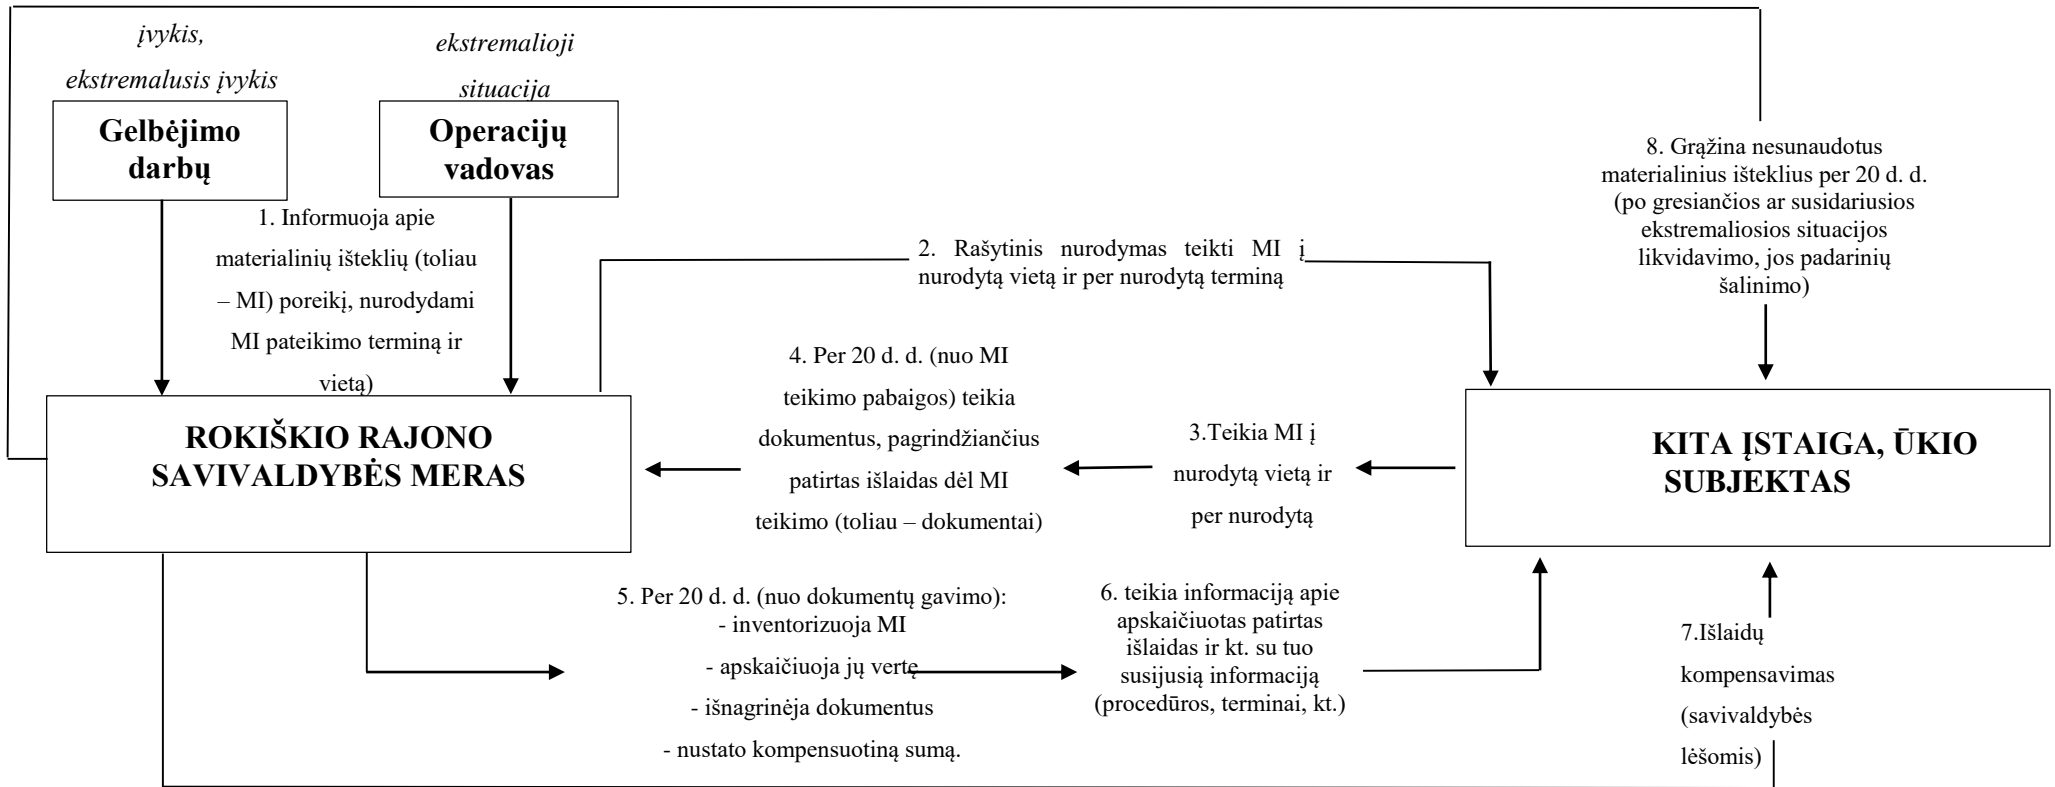 įvykis,
ekstremalusis įvykis
ekstremalioji
situacija
Gelbėjimo
darbų
Operacijų
vadovas
1. Informuoja apie
materialinių išteklių (toliau
– MI) poreikį, nurodydami
MI pateikimo terminą ir
vietą)
2. Rašytinis nurodymas teikti MI į
nurodytą vietą ir per nurodytą terminą
8. Grąžina nesunaudotus
materialinius išteklius per 20 d. d.
(po gresiančios ar susidariusios
ekstremaliosios situacijos
likvidavimo, jos padarinių
šalinimo)
ROKIŠKIO RAJONO
SAVIVALDYBĖS MERAS
4. Per 20 d. d. (nuo MI
teikimo pabaigos) teikia
dokumentus, pagrindžiančius
patirtas išlaidas dėl MI
teikimo (toliau – dokumentai)
3.Teikia MI į
nurodytą vietą ir
per nurodytą
KITA ĮSTAIGA, ŪKIO
SUBJEKTAS
5. Per 20 d. d. (nuo dokumentų gavimo):
- inventorizuoja MI
- apskaičiuoja jų vertę
- išnagrinėja dokumentus
- nustato kompensuotiną sumą.
6. teikia informaciją apie
apskaičiuotas patirtas
išlaidas ir kt. su tuo
susijusią informaciją
(procedūros, terminai, kt.)
7.Išlaidų
kompensavimas
(savivaldybės
lėšomis)